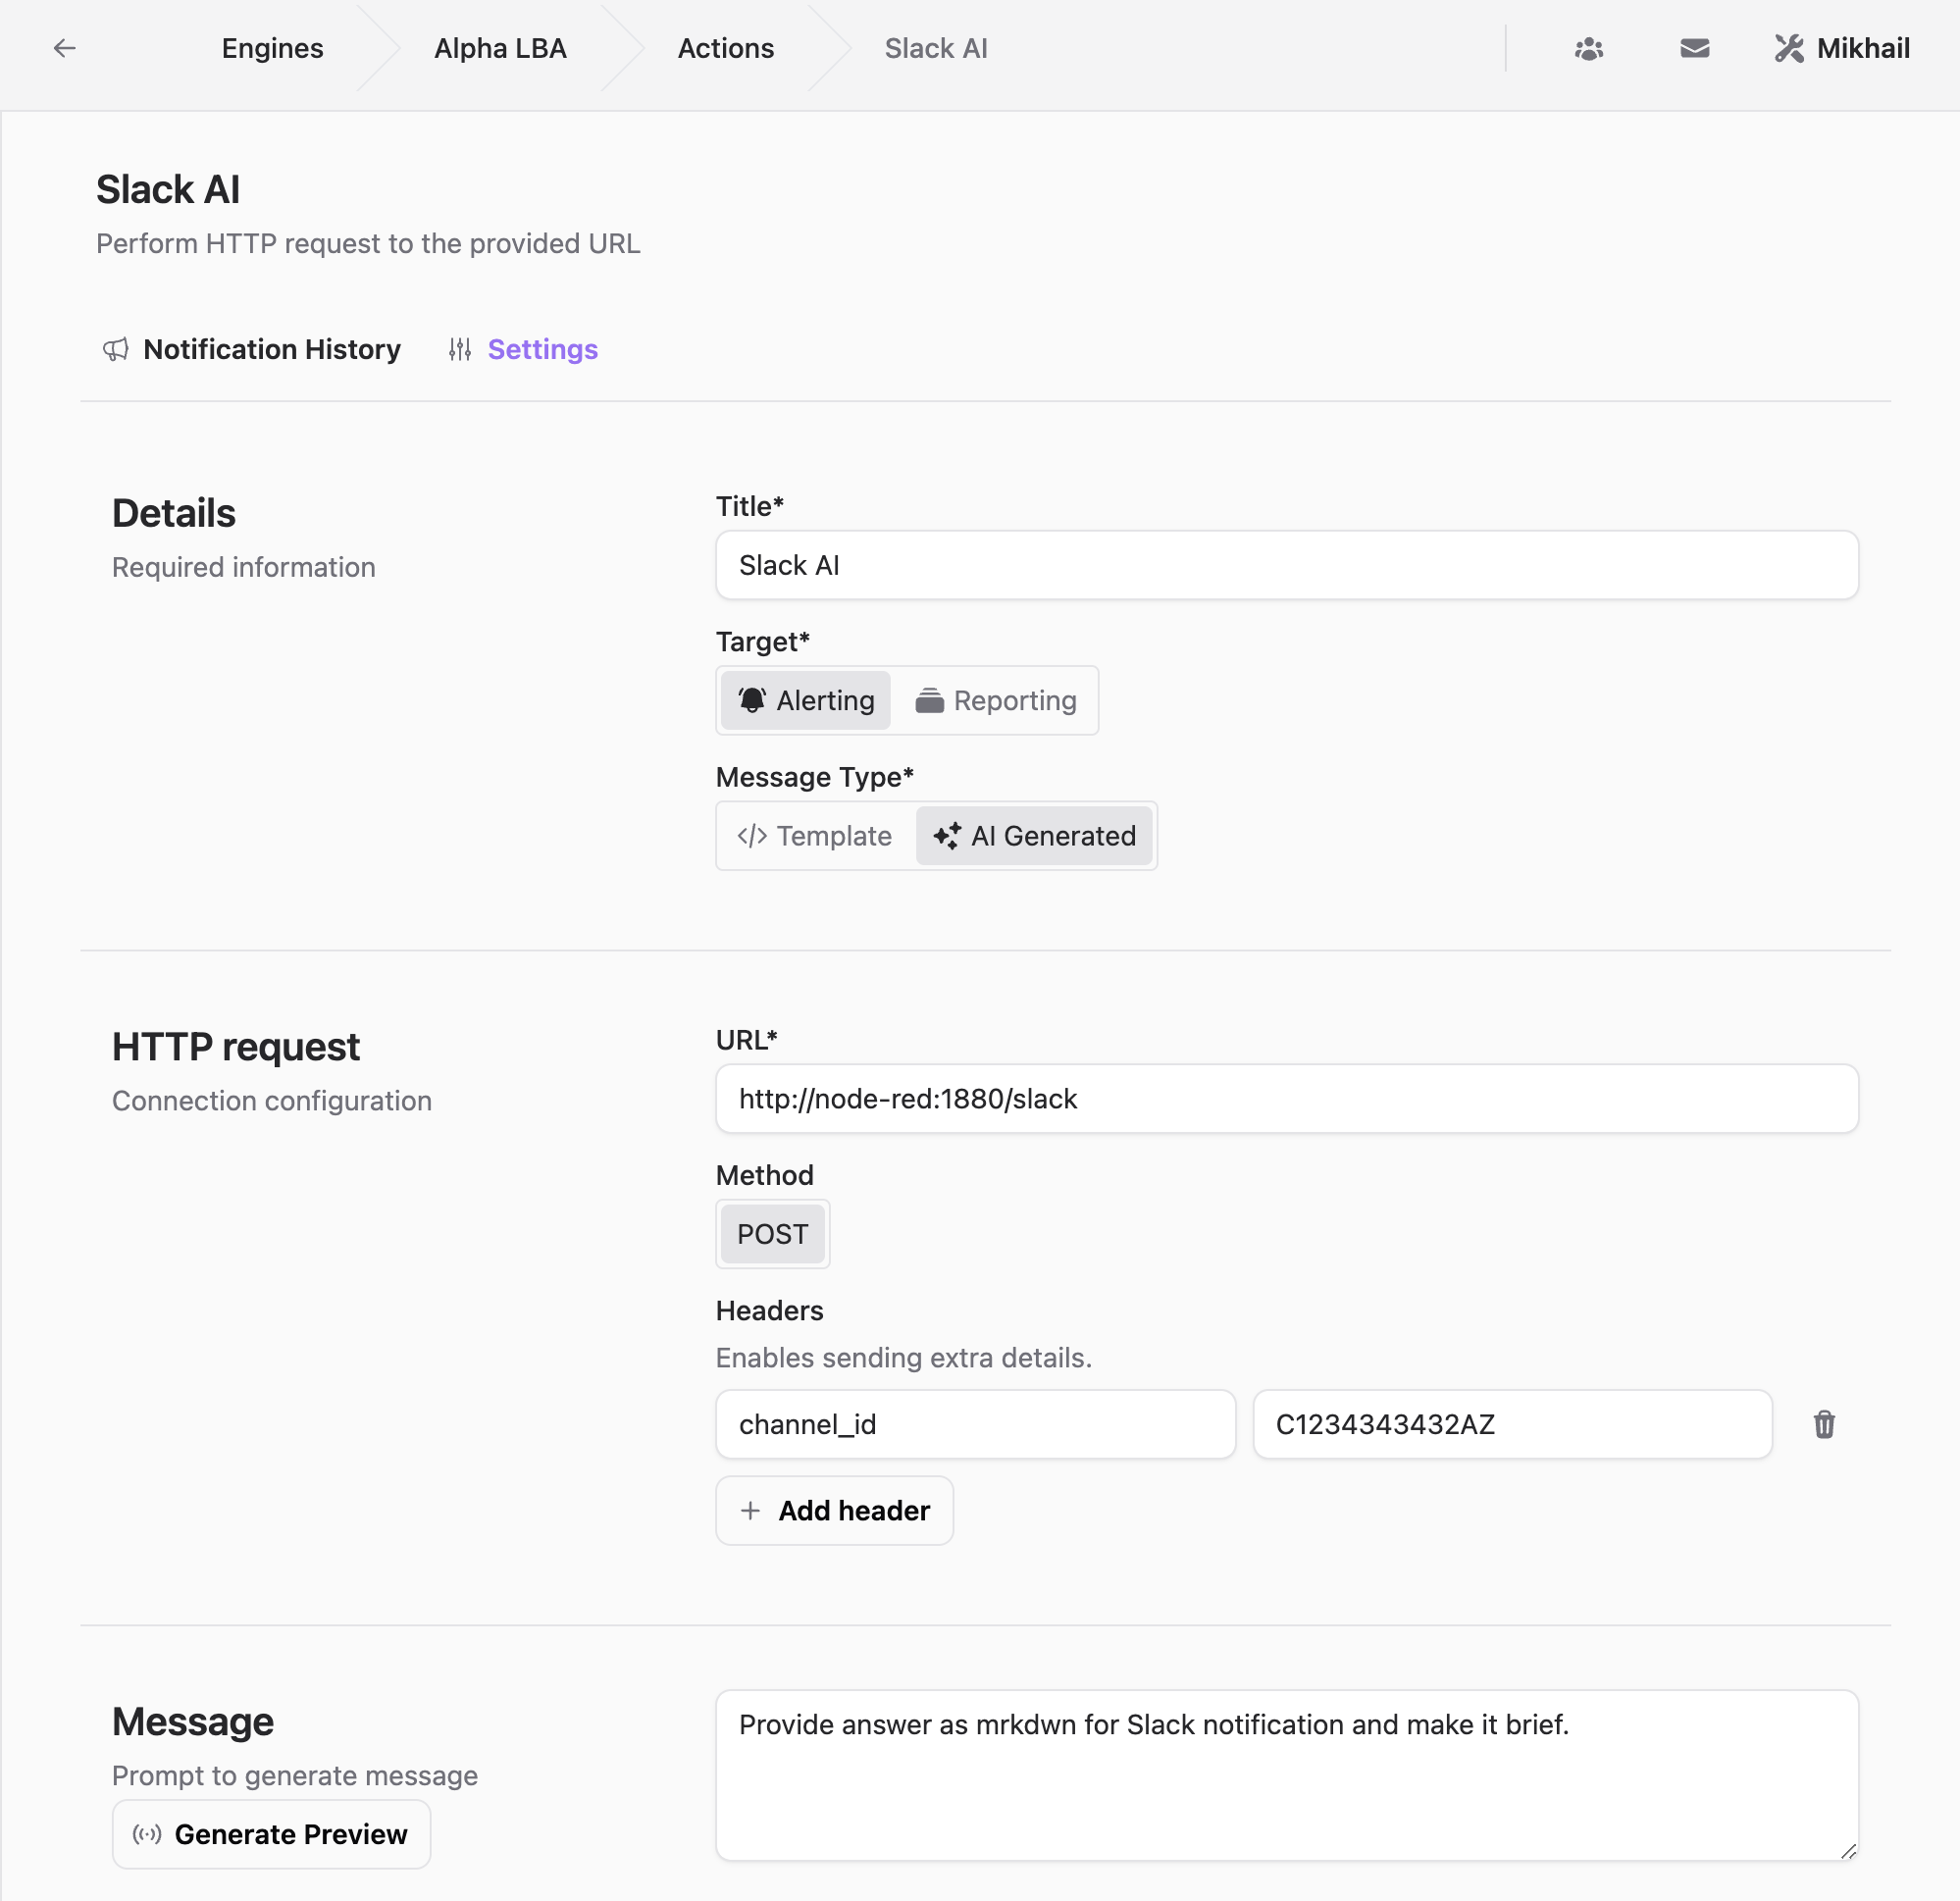 Engines
Alpha LBA
Actions
Slack AI
Mikhail
Slack AI
Perform HTTP request to the provided URL
Notification History
Settings
Details
Required information
Title*
Slack AI
Target*
Alerting
Reporting
Message Type*
</> Template
AI Generated
HTTP request
Connection configuration
URL*
http://node-red:1880/slack
Method
POST
Headers
Enables sending extra details.
channel_id
C1234343432AZ
+ Add header
Message
Prompt to generate message
Generate Preview
Provide answer as mrkdwn for Slack notification and make it brief.